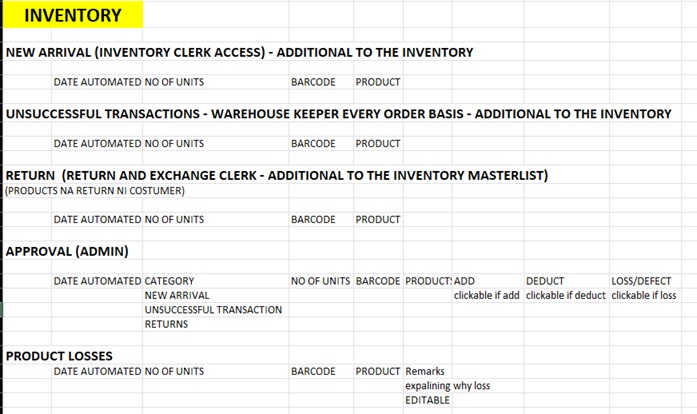 INVENTORY
NEW ARRIVAL (INVENTORY CLERK ACCESS) - ADDITIONAL TO THE INVENTORY
DATE AUTOMATED NO OF UNITS BARCODE PRODUCT
UNSUCCESSFUL TRANSACTIONS - WAREHOUSE KEEPER EVERY ORDER BASIS - ADDITIONAL TO THE INVENTORY
DATE AUTOMATED NO OF UNITS BARCODE PRODUCT
RETURN (RETURN AND EXCHANGE CLERK - ADDITIONAL TO THE INVENTORY MASTERLIST)
(PRODUCTS NA RETURN NI COSTUMER)
DATE AUTOMATED NO OF UNITS BARCODE PRODUCT
APPROVAL (ADMIN)
DATE AUTOMATED CATEGORY NO OF UNITS BARCODE PRODUCT ADD DEDUCT LOSS/DEFECT
NEW ARRIVAL clickable if add clickable if deduct clickable if loss
UNSUCCESSFUL TRANSACTION
RETURNS
PRODUCT LOSSES
DATE AUTOMATED NO OF UNITS BARCODE PRODUCT Remarks
expalining why loss
EDITABLE